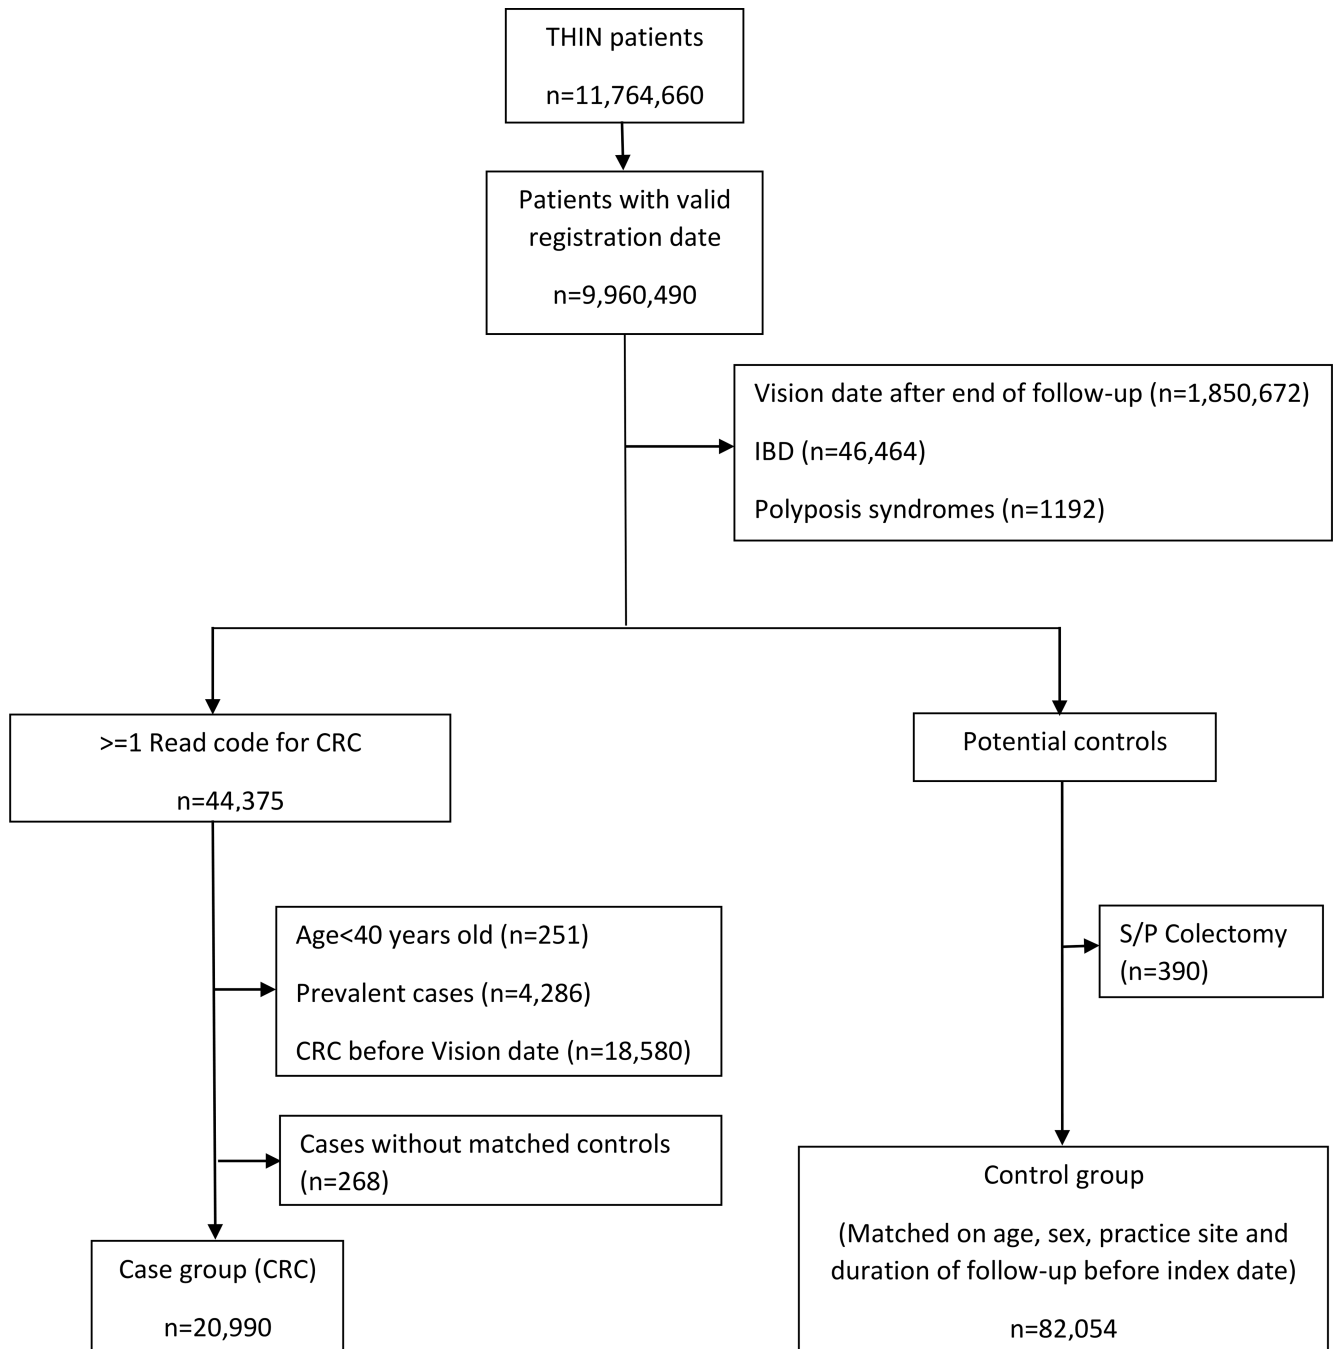 THIN patients
n=11,764,660
Patients with valid
registration date
n=9,960,490
Vision date after end of follow-up (n=1,850,672)
IBD (n=46,464)
Polyposis syndromes (n=1192)
>=1 Read code for CRC
n=44,375
Potential controls
Age<40 years old (n=251)
Prevalent cases (n=4,286)
CRC before Vision date (n=18,580)
S/P Colectomy
(n=390)
Cases without matched controls
(n=268)
Case group (CRC)
n=20,990
Control group
(Matched on age, sex, practice site and
duration of follow-up before index date)
n=82,054